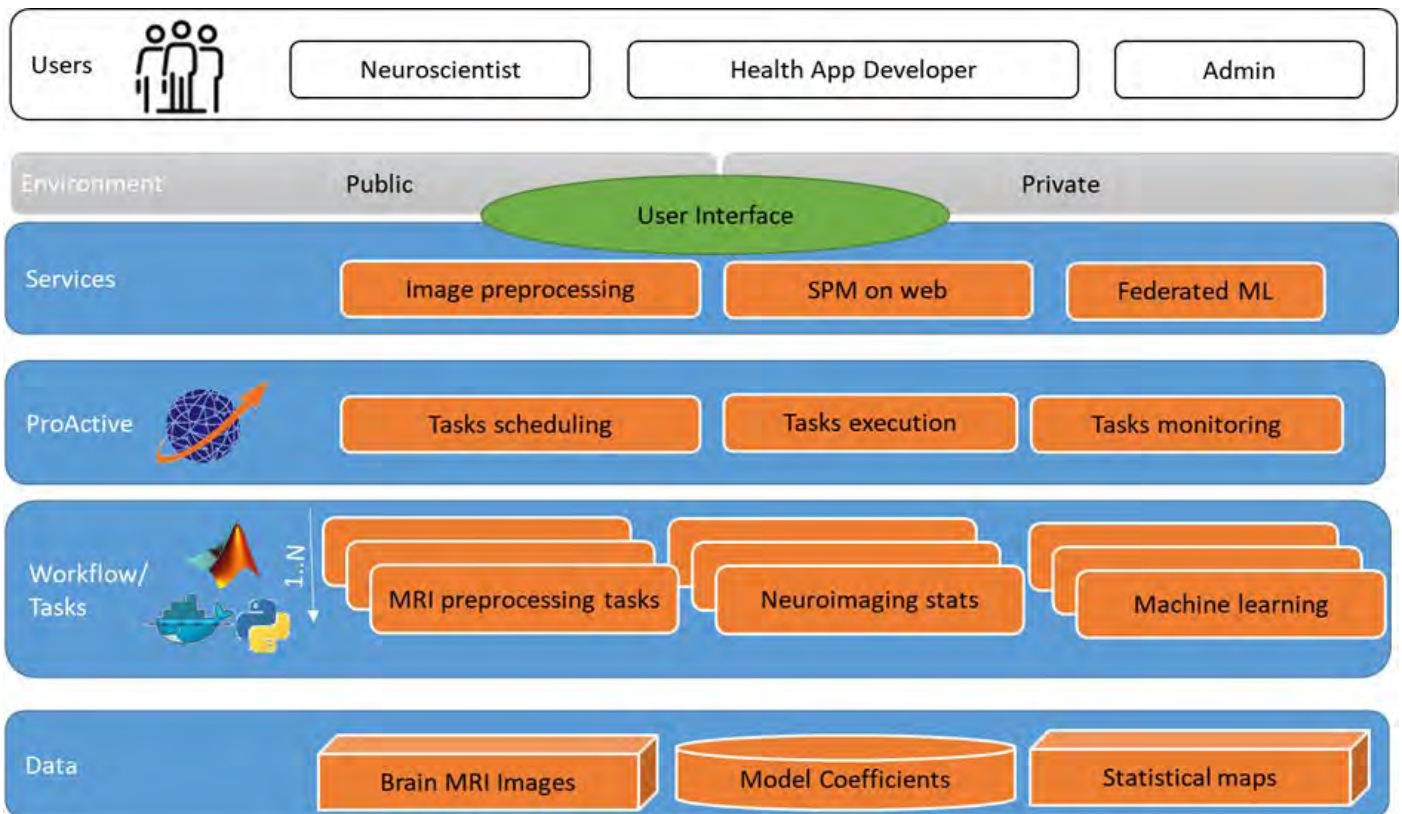 Users
Neuroscientist
Health App Developer
Admin
Environment
Public
Private
User Interface
Services
Image preprocessing
SPM on web
Federated ML
ProActive
Tasks scheduling
Tasks execution
Tasks monitoring
Workflow/
Tasks
1..N
MRI preprocessing tasks
Neuroimaging stats
Machine learning
Data
Brain MRI Images
Model Coefficients
Statistical maps